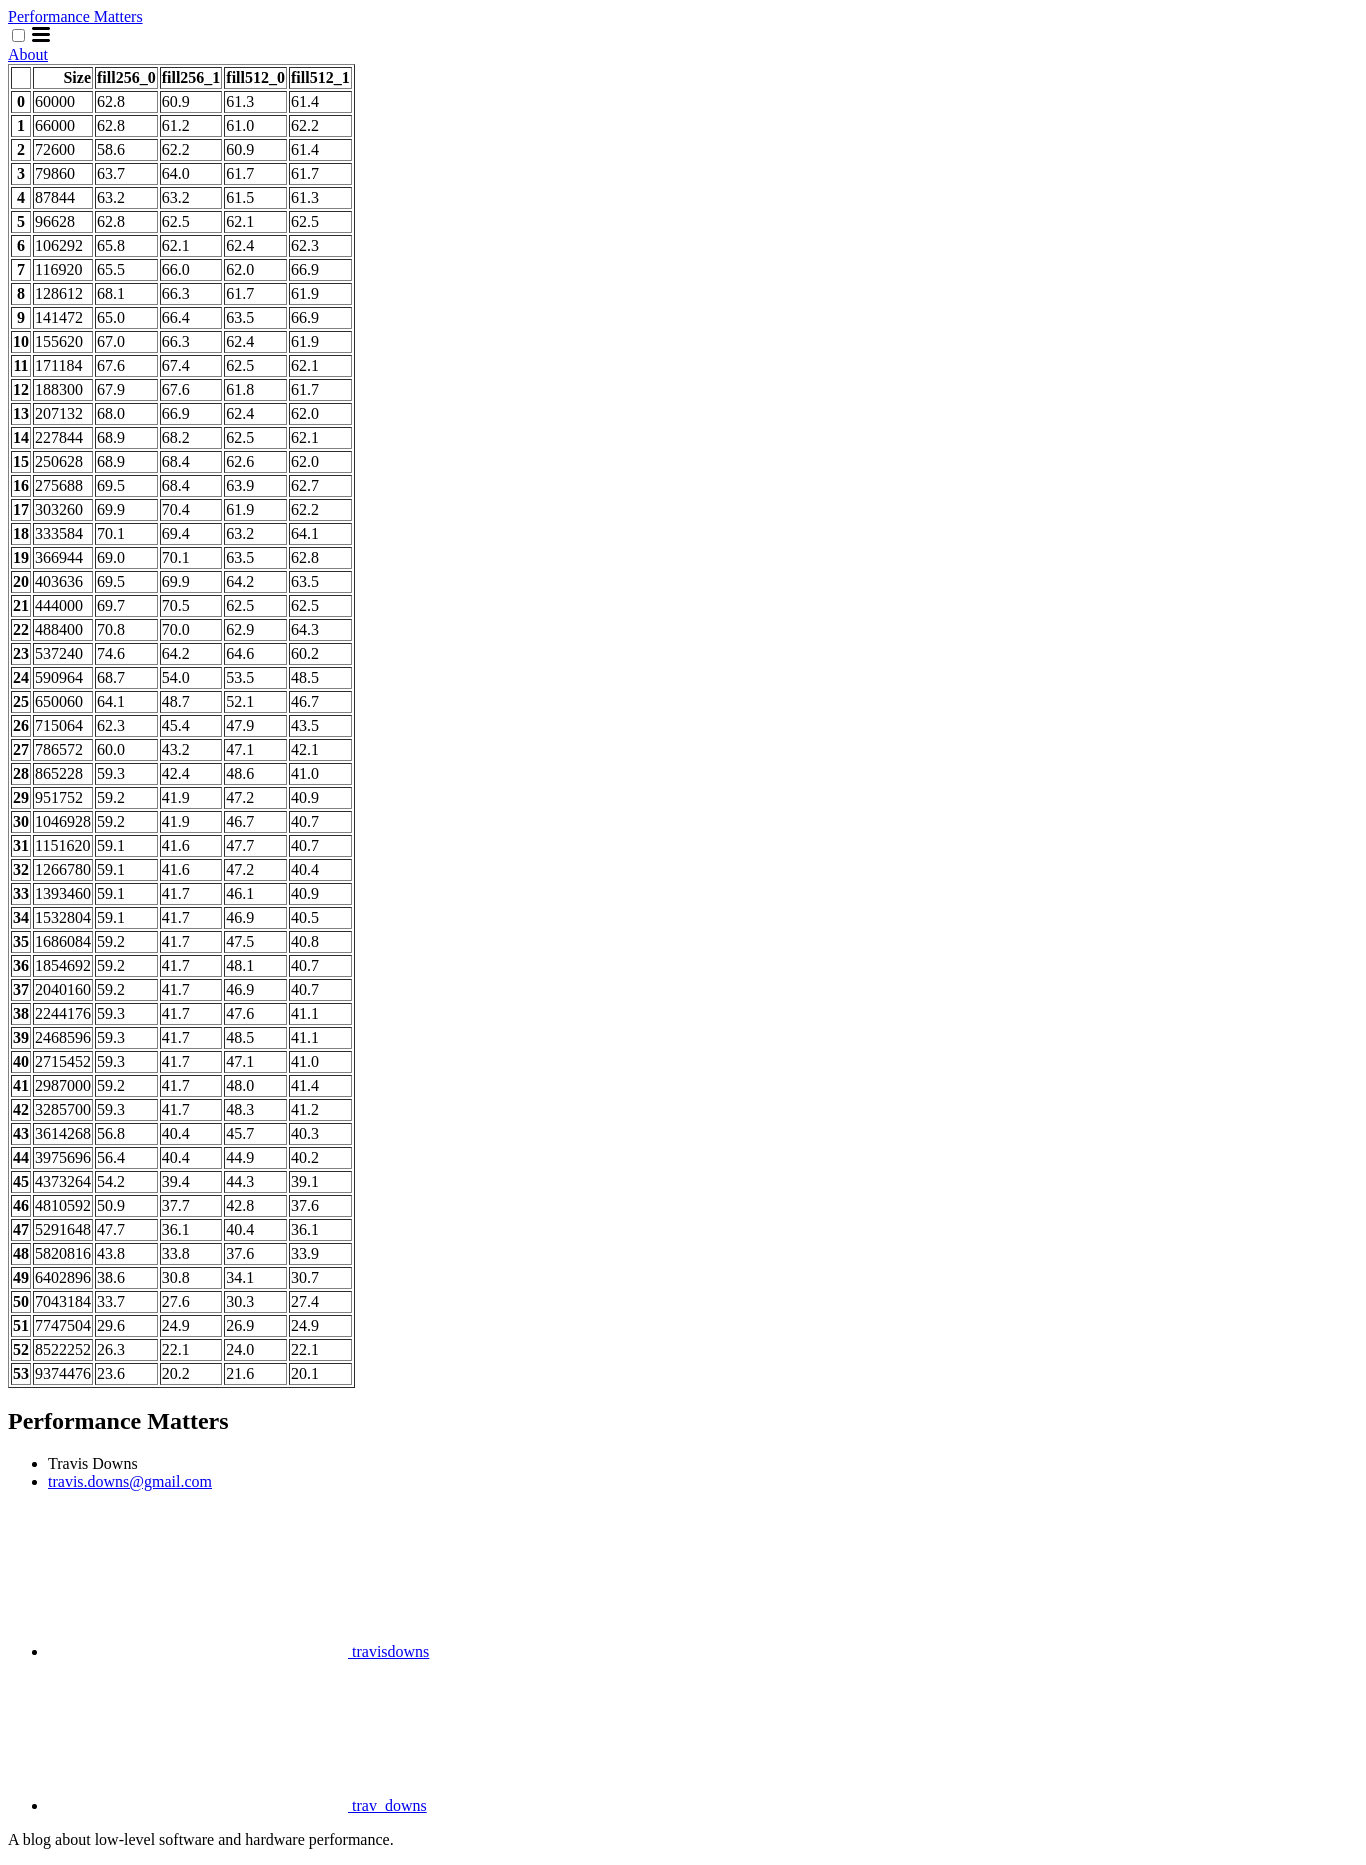 Performance Matters
About
Size fill256_0 fill256_1 fill512_0 fill512_1
0 60000 62.8 60.9 61.3 61.4
1 66000 62.8 61.2 61.0 62.2
2 72600 58.6 62.2 60.9 61.4
3 79860 63.7 64.0 61.7 61.7
4 87844 63.2 63.2 61.5 61.3
5 96628 62.8 62.5 62.1 62.5
6 106292 65.8 62.1 62.4 62.3
7 116920 65.5 66.0 62.0 66.9
8 128612 68.1 66.3 61.7 61.9
9 141472 65.0 66.4 63.5 66.9
10 155620 67.0 66.3 62.4 61.9
11 171184 67.6 67.4 62.5 62.1
12 188300 67.9 67.6 61.8 61.7
13 207132 68.0 66.9 62.4 62.0
14 227844 68.9 68.2 62.5 62.1
15 250628 68.9 68.4 62.6 62.0
16 275688 69.5 68.4 63.9 62.7
17 303260 69.9 70.4 61.9 62.2
18 333584 70.1 69.4 63.2 64.1
19 366944 69.0 70.1 63.5 62.8
20 403636 69.5 69.9 64.2 63.5
21 444000 69.7 70.5 62.5 62.5
22 488400 70.8 70.0 62.9 64.3
23 537240 74.6 64.2 64.6 60.2
24 590964 68.7 54.0 53.5 48.5
25 650060 64.1 48.7 52.1 46.7
26 715064 62.3 45.4 47.9 43.5
27 786572 60.0 43.2 47.1 42.1
28 865228 59.3 42.4 48.6 41.0
29 951752 59.2 41.9 47.2 40.9
30 1046928 59.2 41.9 46.7 40.7
31 1151620 59.1 41.6 47.7 40.7
32 1266780 59.1 41.6 47.2 40.4
33 1393460 59.1 41.7 46.1 40.9
34 1532804 59.1 41.7 46.9 40.5
35 1686084 59.2 41.7 47.5 40.8
36 1854692 59.2 41.7 48.1 40.7
37 2040160 59.2 41.7 46.9 40.7
38 2244176 59.3 41.7 47.6 41.1
39 2468596 59.3 41.7 48.5 41.1
40 2715452 59.3 41.7 47.1 41.0
41 2987000 59.2 41.7 48.0 41.4
42 3285700 59.3 41.7 48.3 41.2
43 3614268 56.8 40.4 45.7 40.3
44 3975696 56.4 40.4 44.9 40.2
45 4373264 54.2 39.4 44.3 39.1
46 4810592 50.9 37.7 42.8 37.6
47 5291648 47.7 36.1 40.4 36.1
48 5820816 43.8 33.8 37.6 33.9
49 6402896 38.6 30.8 34.1 30.7
50 7043184 33.7 27.6 30.3 27.4
51 7747504 29.6 24.9 26.9 24.9
52 8522252 26.3 22.1 24.0 22.1
53 9374476 23.6 20.2 21.6 20.1
Performance Matters
Travis Downs
travis.downs@gmail.com
travisdowns
trav_downs
A blog about low-level software and hardware performance.